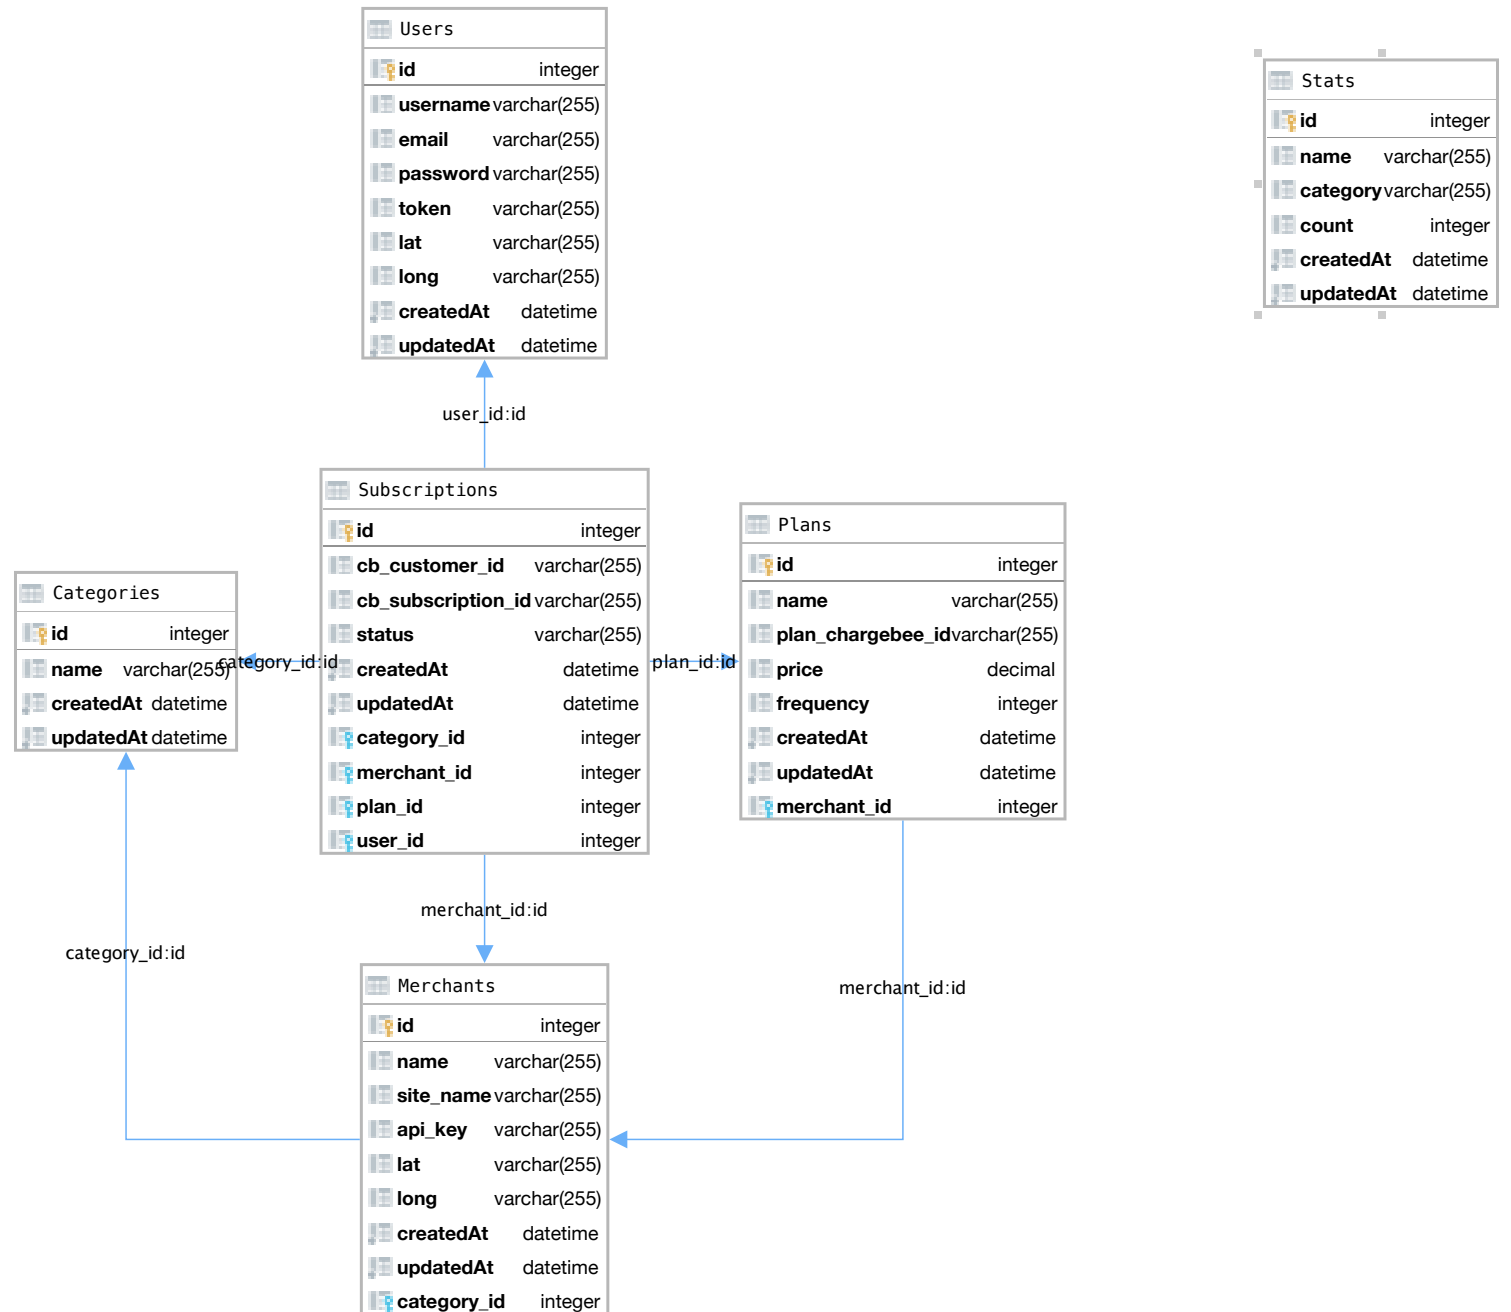 Users
id integer
username varchar(255)
email varchar(255)
password varchar(255)
token varchar(255)
lat varchar(255)
long varchar(255)
createdAt datetime
updatedAt datetime
Stats
id integer
name varchar(255)
category varchar(255)
count integer
createdAt datetime
updatedAt datetime
user_id:id
Subscriptions
id integer
cb_customer_id varchar(255)
cb_subscription_id varchar(255)
status varchar(255)
createdAt datetime
updatedAt datetime
category_id integer
merchant_id integer
plan_id integer
user_id integer
Plans
id integer
name varchar(255)
plan_chargebee_id varchar(255)
price decimal
frequency integer
createdAt datetime
updatedAt datetime
merchant_id integer
Categories
id integer
name varchar(255)
createdAt datetime
updatedAt datetime
category_id:id
plan_id:id
merchant_id:id
category_id:id
merchant_id:id
Merchants
id integer
name varchar(255)
site_name varchar(255)
api_key varchar(255)
lat varchar(255)
long varchar(255)
createdAt datetime
updatedAt datetime
category_id integer